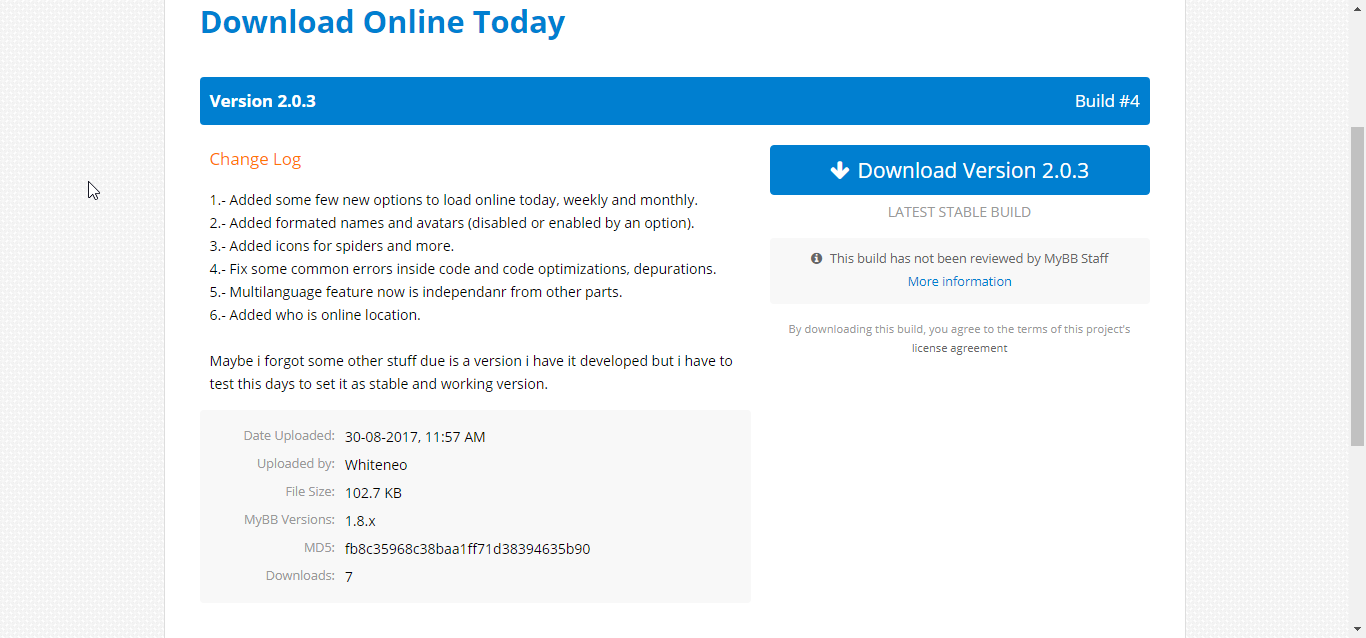 Download Online Today
Version 2.0.3
Build #4
Change Log
1.- Added some few new options to load online today, weekly and monthly.
2.- Added formated names and avatars (disabled or enabled by an option).
3.- Added icons for spiders and more.
4.- Fix some common errors inside code and code optimizations, depurations.
5.- Multilanguage feature now is independanr from other parts.
6.- Added who is online location.
Maybe i forgot some other stuff due is a version i have it developed but i have to
test this days to set it as stable and working version.
Date Uploaded: 30-08-2017, 11:57 AM
Uploaded by: Whiteneo
File Size: 102.7 KB
MyBB Versions: 1.8.x
MD5: fb8c35968c38baa1ff71d38394635b90
Downloads: 7
Download Version 2.0.3
LATEST STABLE BUILD
This build has not been reviewed by MyBB Staff
More information
By downloading this build, you agree to the terms of this project's
license agreement